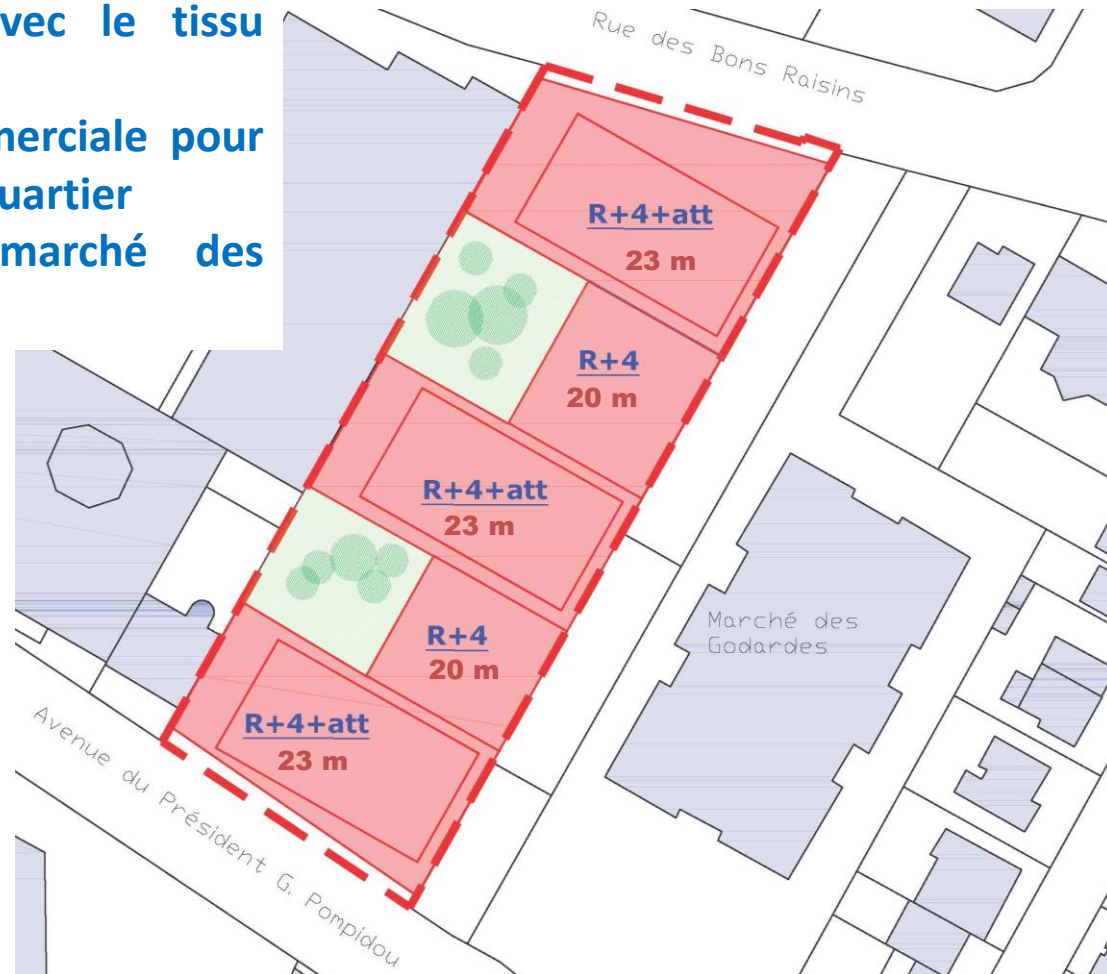 vec le tissu
merciale pour
uartier
marché des
Rue des Bons Raisins
R+4+att
23 m
R+4
20 m
R+4+att
23 m
Marché des
Godardes
R+4
20 m
R+4+att
23 m
Avenue du Président G. Pompidou